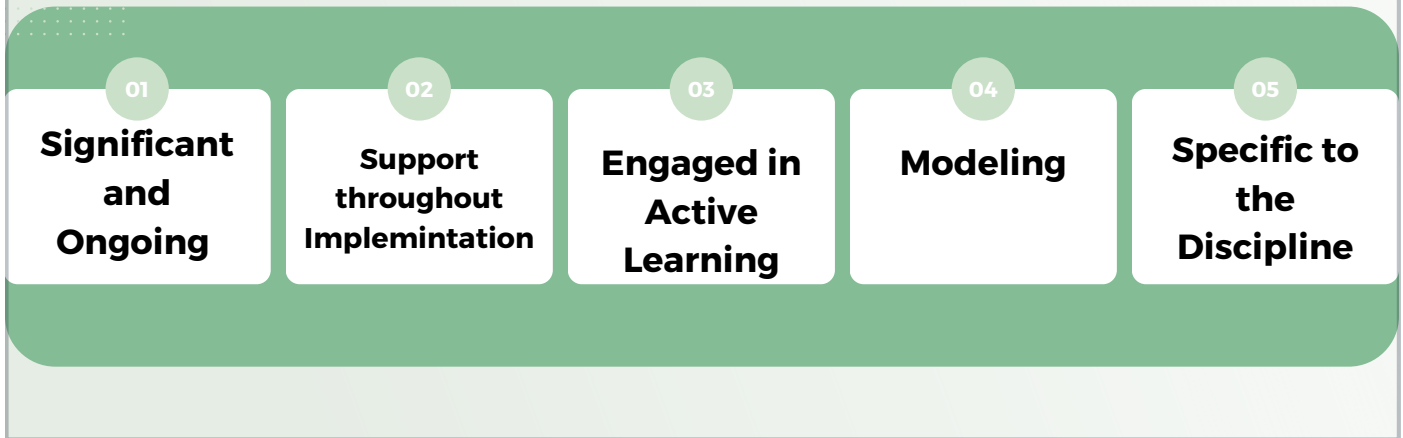 01
Significant
and
Ongoing
02
Support
throughout
Implemintation
03
Engaged in
Active
Learning
04
Modeling
05
Specific to
the
Discipline